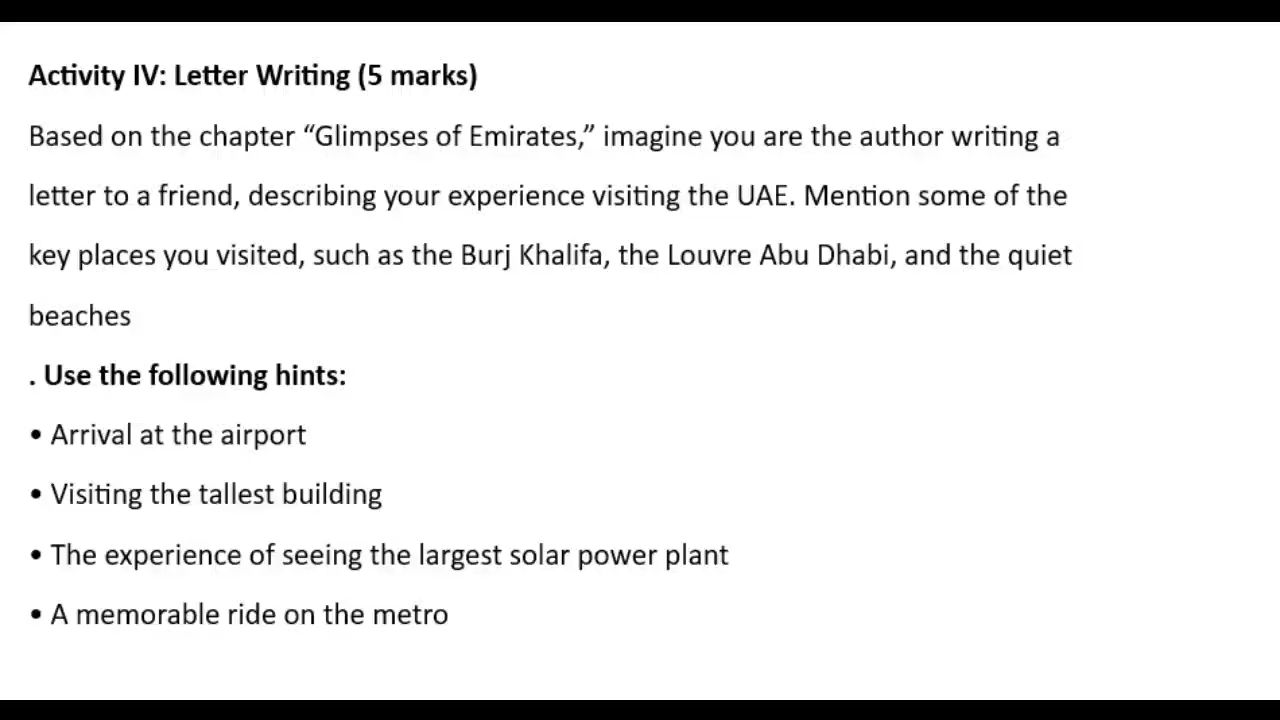 Activity IV: Letter Writing (5 marks)
Based on the chapter “Glimpses of Emirates,” imagine you are the author writing a
letter to a friend, describing your experience visiting the UAE. Mention some of the
key places you visited, such as the Burj Khalifa, the Louvre Abu Dhabi, and the quiet
beaches
. Use the following hints:
• Arrival at the airport
• Visiting the tallest building
• The experience of seeing the largest solar power plant
• A memorable ride on the metro